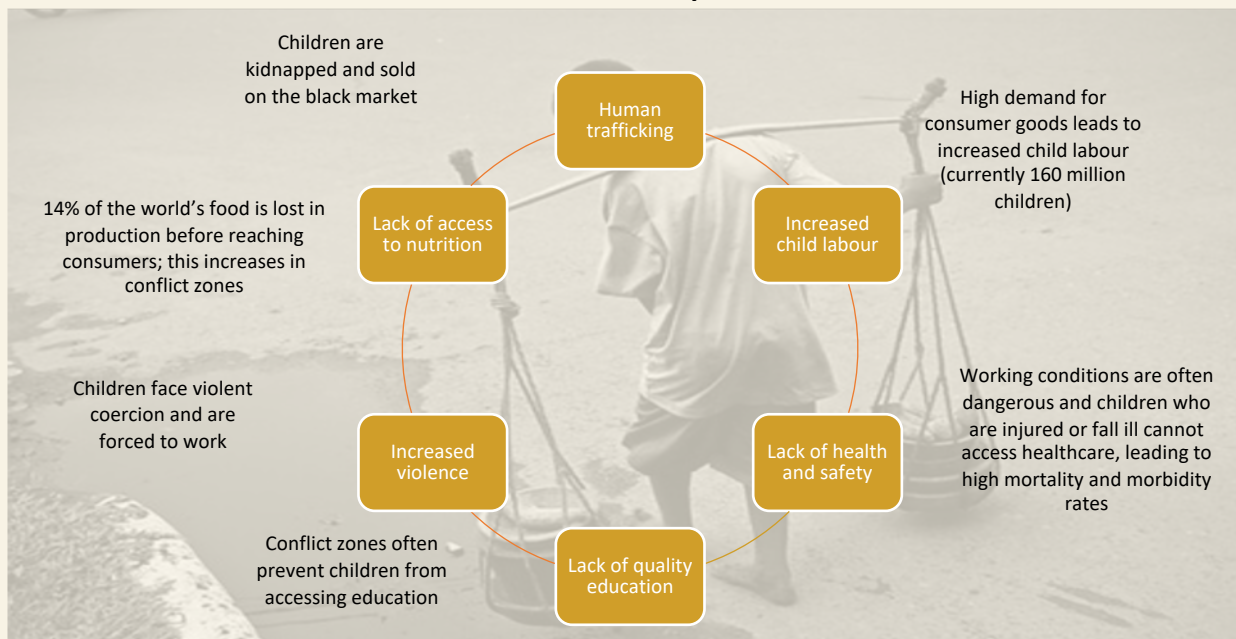 Children are
kidnapped and sold
on the black market
Human
trafficking
High demand for
consumer goods leads to
increased child labour
(currently 160 million
children)
Increased
child labour
Working conditions are often
dangerous and children who
are injured or fall ill cannot
access healthcare, leading to
high mortality and morbidity
rates
Lack of health
and safety
Lack of quality
education
Conflict zones often
prevent children from
accessing education
Increased
violence
Children face violent
coercion and are
forced to work
Lack of access
to nutrition
14% of the world’s food is lost in
production before reaching
consumers; this increases in
conflict zones